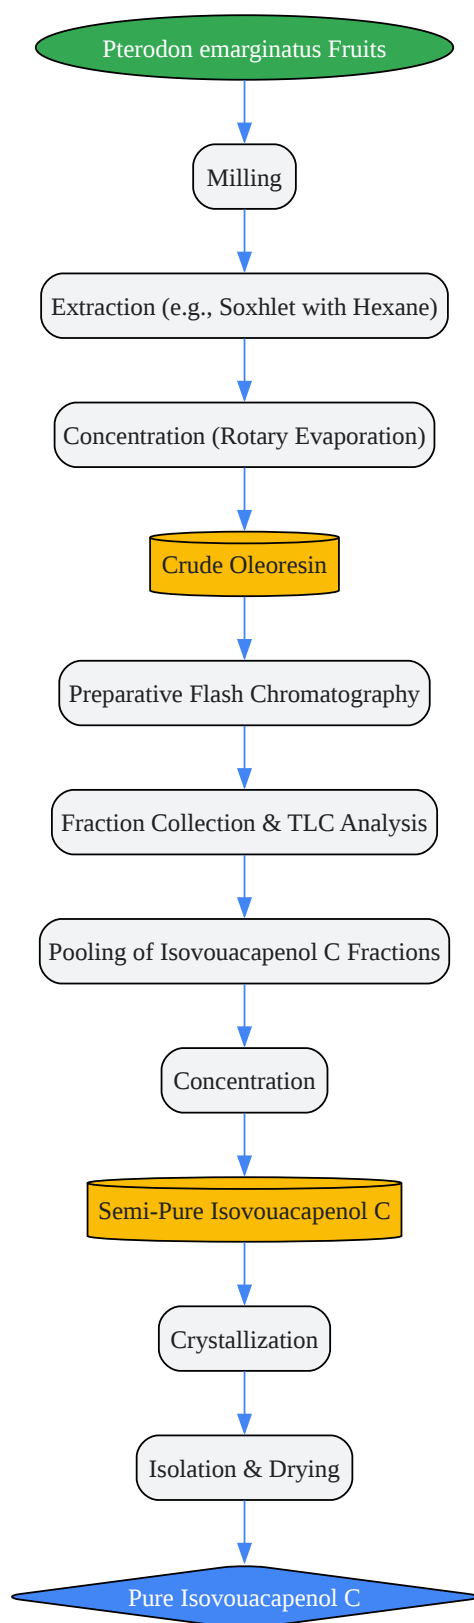 Pterodon emarginatus Fruits
Milling
Extraction (e.g., Soxhlet with Hexane)
Concentration (Rotary Evaporation)
Crude Oleoresin
Preparative Flash Chromatography
Fraction Collection & TLC Analysis
Pooling of Isovouacapenol C Fractions
Concentration
Semi-Pure Isovouacapenol C
Crystallization
Isolation & Drying
Pure Isovouacapenol C